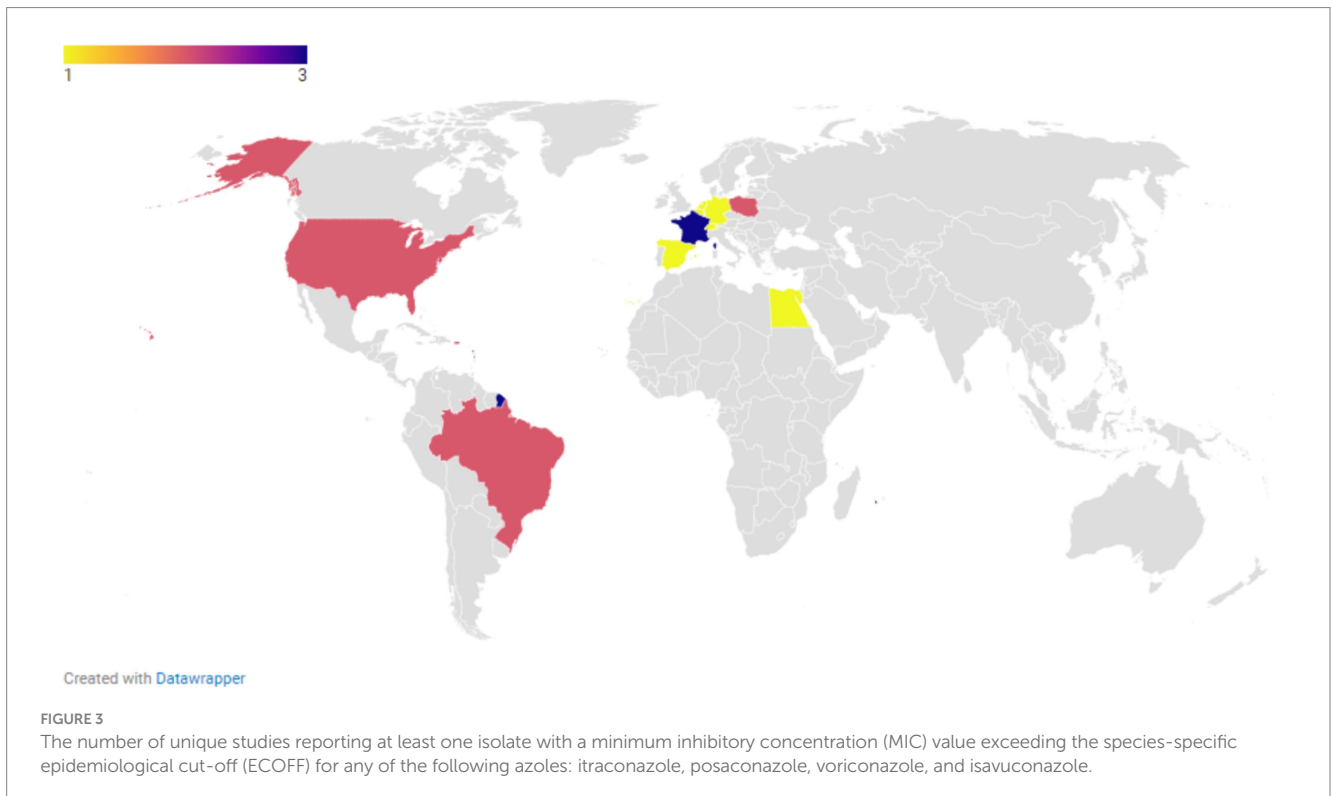 1 3
Created with Datawrapper
FIGURE 3
The number of unique studies reporting at least one isolate with a minimum inhibitory concentration (MIC) value exceeding the species-specific
epidemiological cut-off (ECOFF) for any of the following azoles: itraconazole, posaconazole, voriconazole, and isavuconazole.